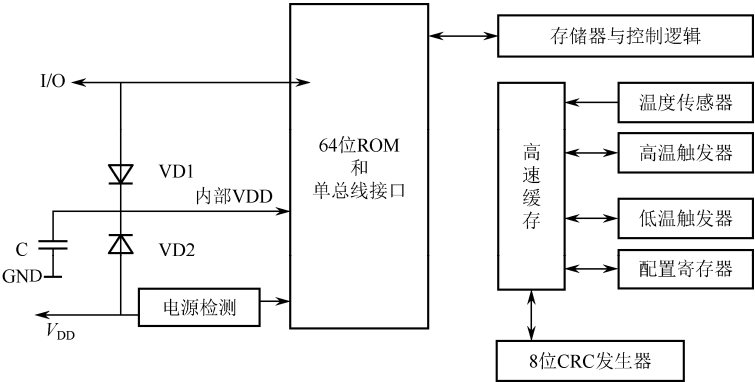 存储器与控制逻辑
I/O
温度传感器
64位ROM
和
单总线接口
高速缓存
高温触发器
VD1
内部VDD
低温触发器
C
VD2
GND
配置寄存器
电源检测
VDD
8位CRC发生器